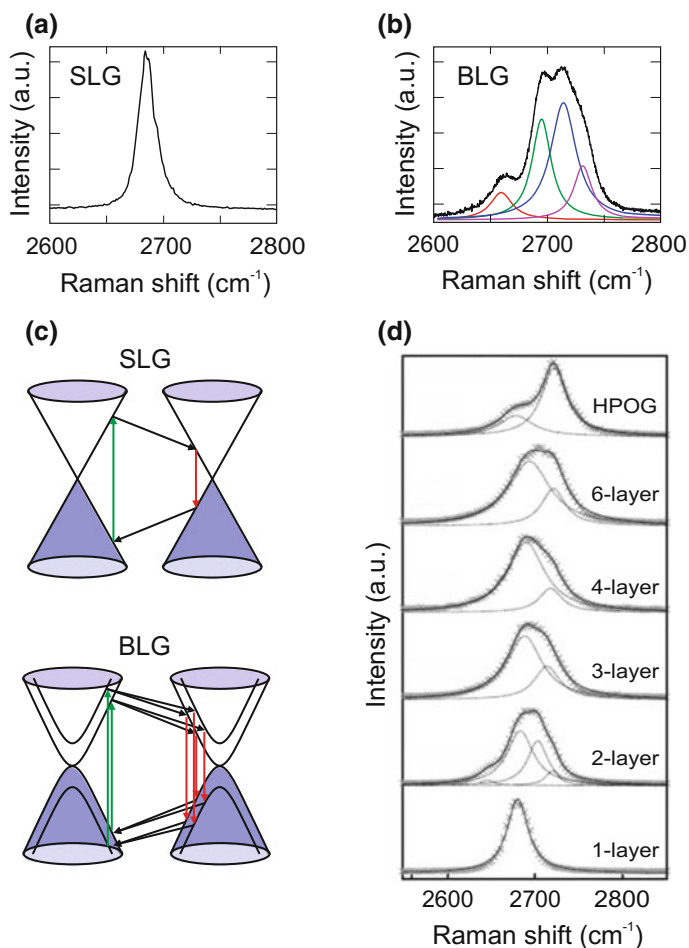 (a)
SLG
Intensity (a.u.)
2600 2700 2800
Raman shift (cm⁻¹)
(b)
BLG
Intensity (a.u.)
2600 2700 2800
Raman shift (cm⁻¹)
(c)
SLG
BLG
(d)
HPOG
6-layer
4-layer
3-layer
2-layer
1-layer
Intensity (a.u.)
2600 2700 2800
Raman shift (cm⁻¹)